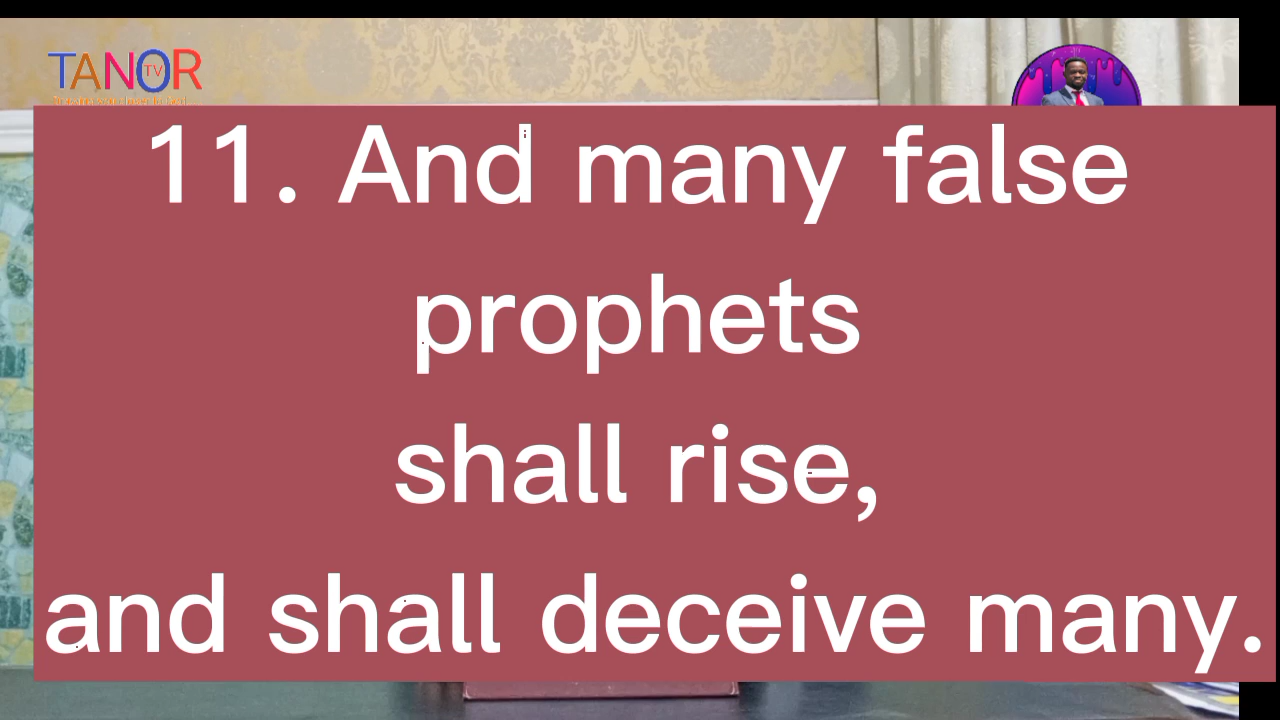 TANOR
TV
11. And many false
prophets
shall rise,
and shall deceive many.